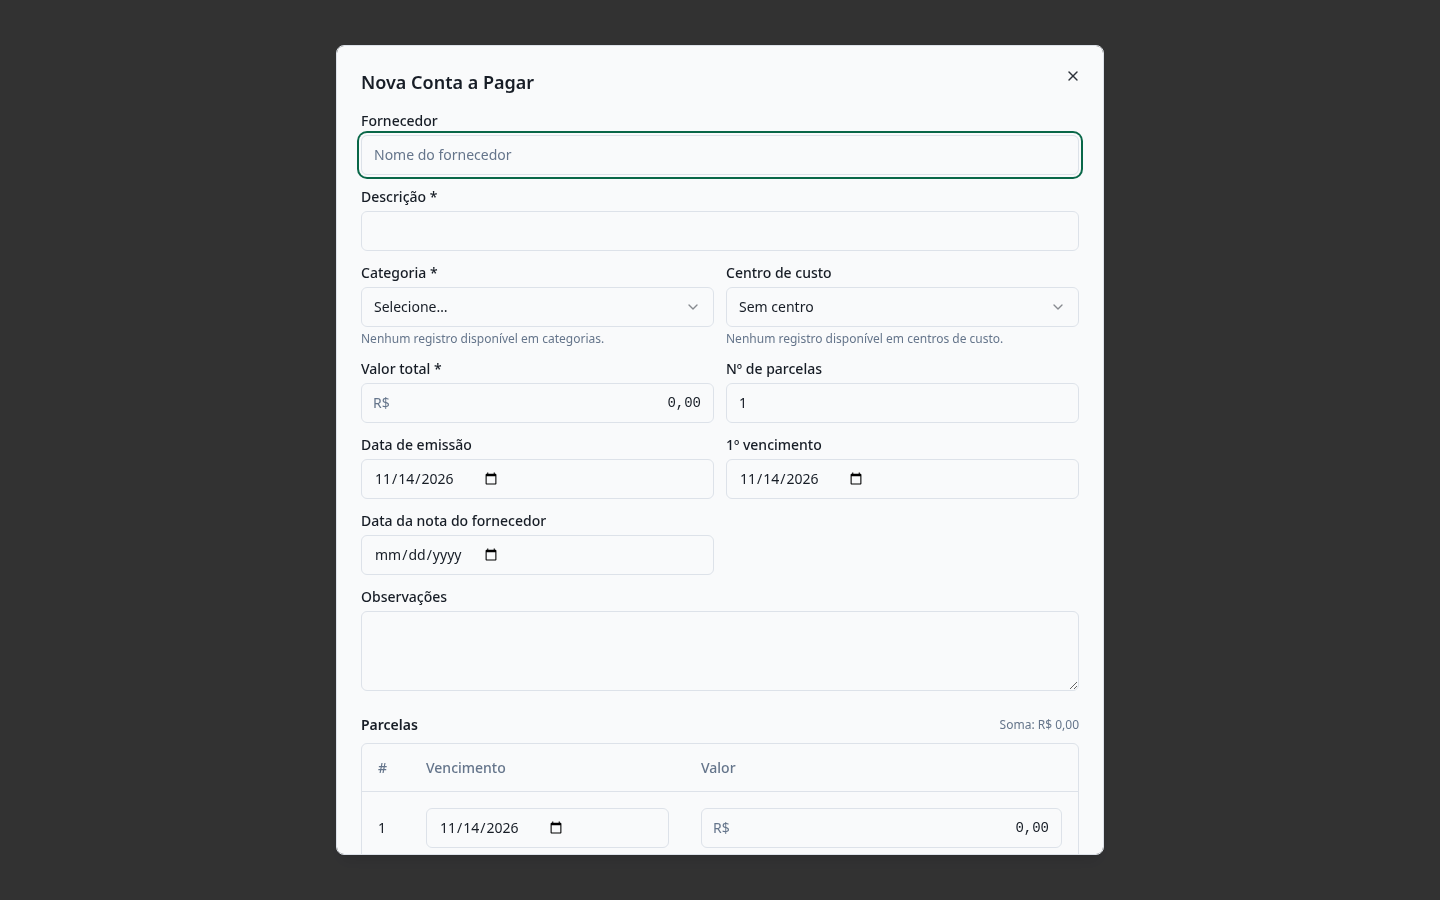 Nova Conta a Pagar
Fornecedor
Nome do fornecedor
Descrição *
Categoria * Centro de custo
Selecione... Sem centro
Nenhum registro disponível em categorias. Nenhum registro disponível em centros de custo.
Valor total * Nº de parcelas
R$ 0,00 1
Data de emissão 1º vencimento
11/14/2026 11/14/2026
Data da nota do fornecedor
mm/dd/yyyy
Observações
Parcelas Soma: R$ 0,00
# Vencimento Valor
1 11/14/2026 R$ 0,00